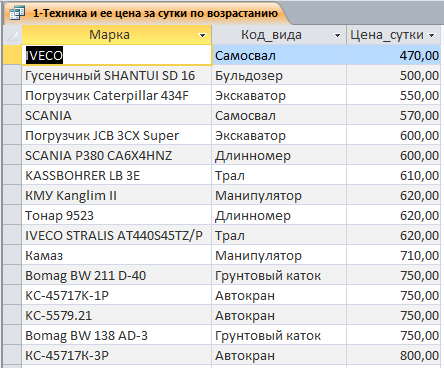 1-Техника и ее цена за сутки по возрастанию
Марка Код_вида Цена_сутки
IVECO Самосвал 470,00
Гусеничный SHANTUI SD 16 Бульдозер 500,00
Погрузчик Caterpillar 434F Экскаватор 550,00
SCANIA Самосвал 570,00
Погрузчик JCB 3CX Super Экскаватор 600,00
SCANIA P380 CA6X4HNZ Длинномер 600,00
KASSBOHRER LB 3E Трал 610,00
КМУ Kanglim II Манипулятор 620,00
Тонар 9523 Длинномер 620,00
IVECO STRALIS AT440S45TZ/P Трал 620,00
Камаз Манипулятор 710,00
Bomag BW 211 D-40 Грунтовый каток 750,00
КС-45717К-1Р Автокран 750,00
КС-5579.21 Автокран 750,00
Bomag BW 138 AD-3 Грунтовый каток 750,00
КС-45717К-3Р Автокран 800,00